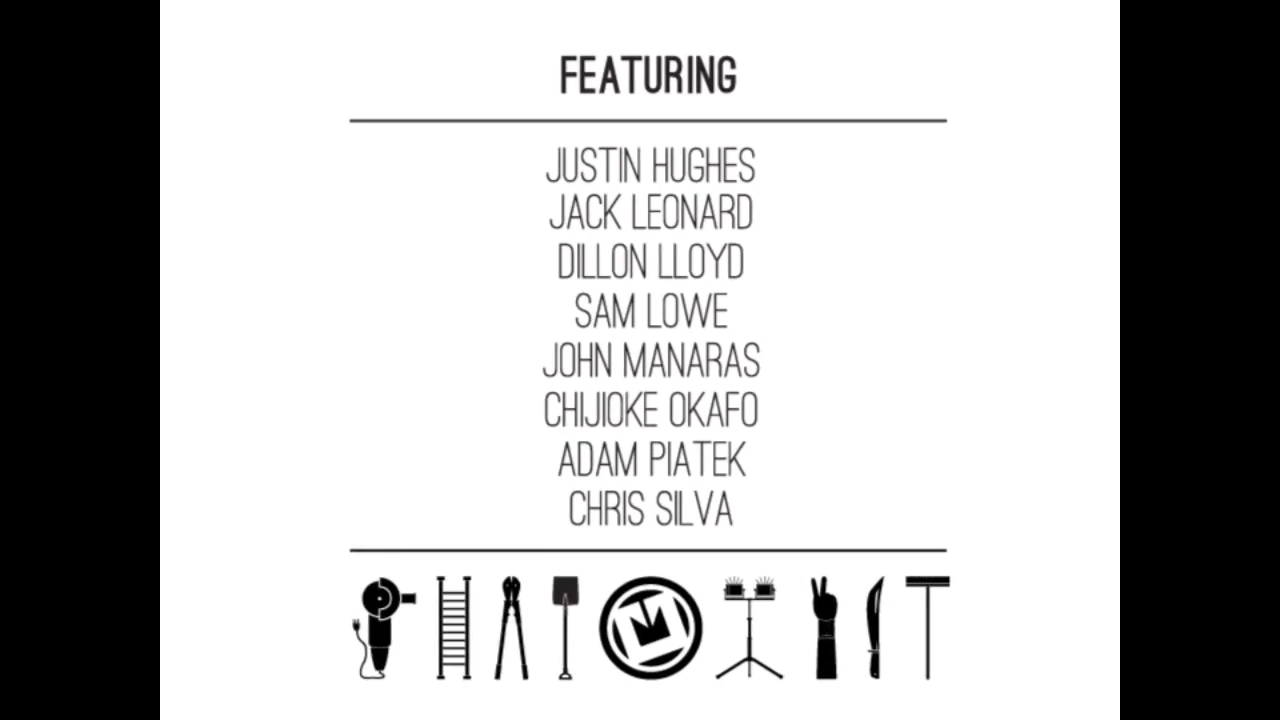 FEATURING
JUSTIN HUGHES
JACK LEONARD
DILLON LLOYD
SAM LOWE
JOHN MANARAS
CHIJIOKE OKAFO
ADAM PIATEK
CHRIS SILVA